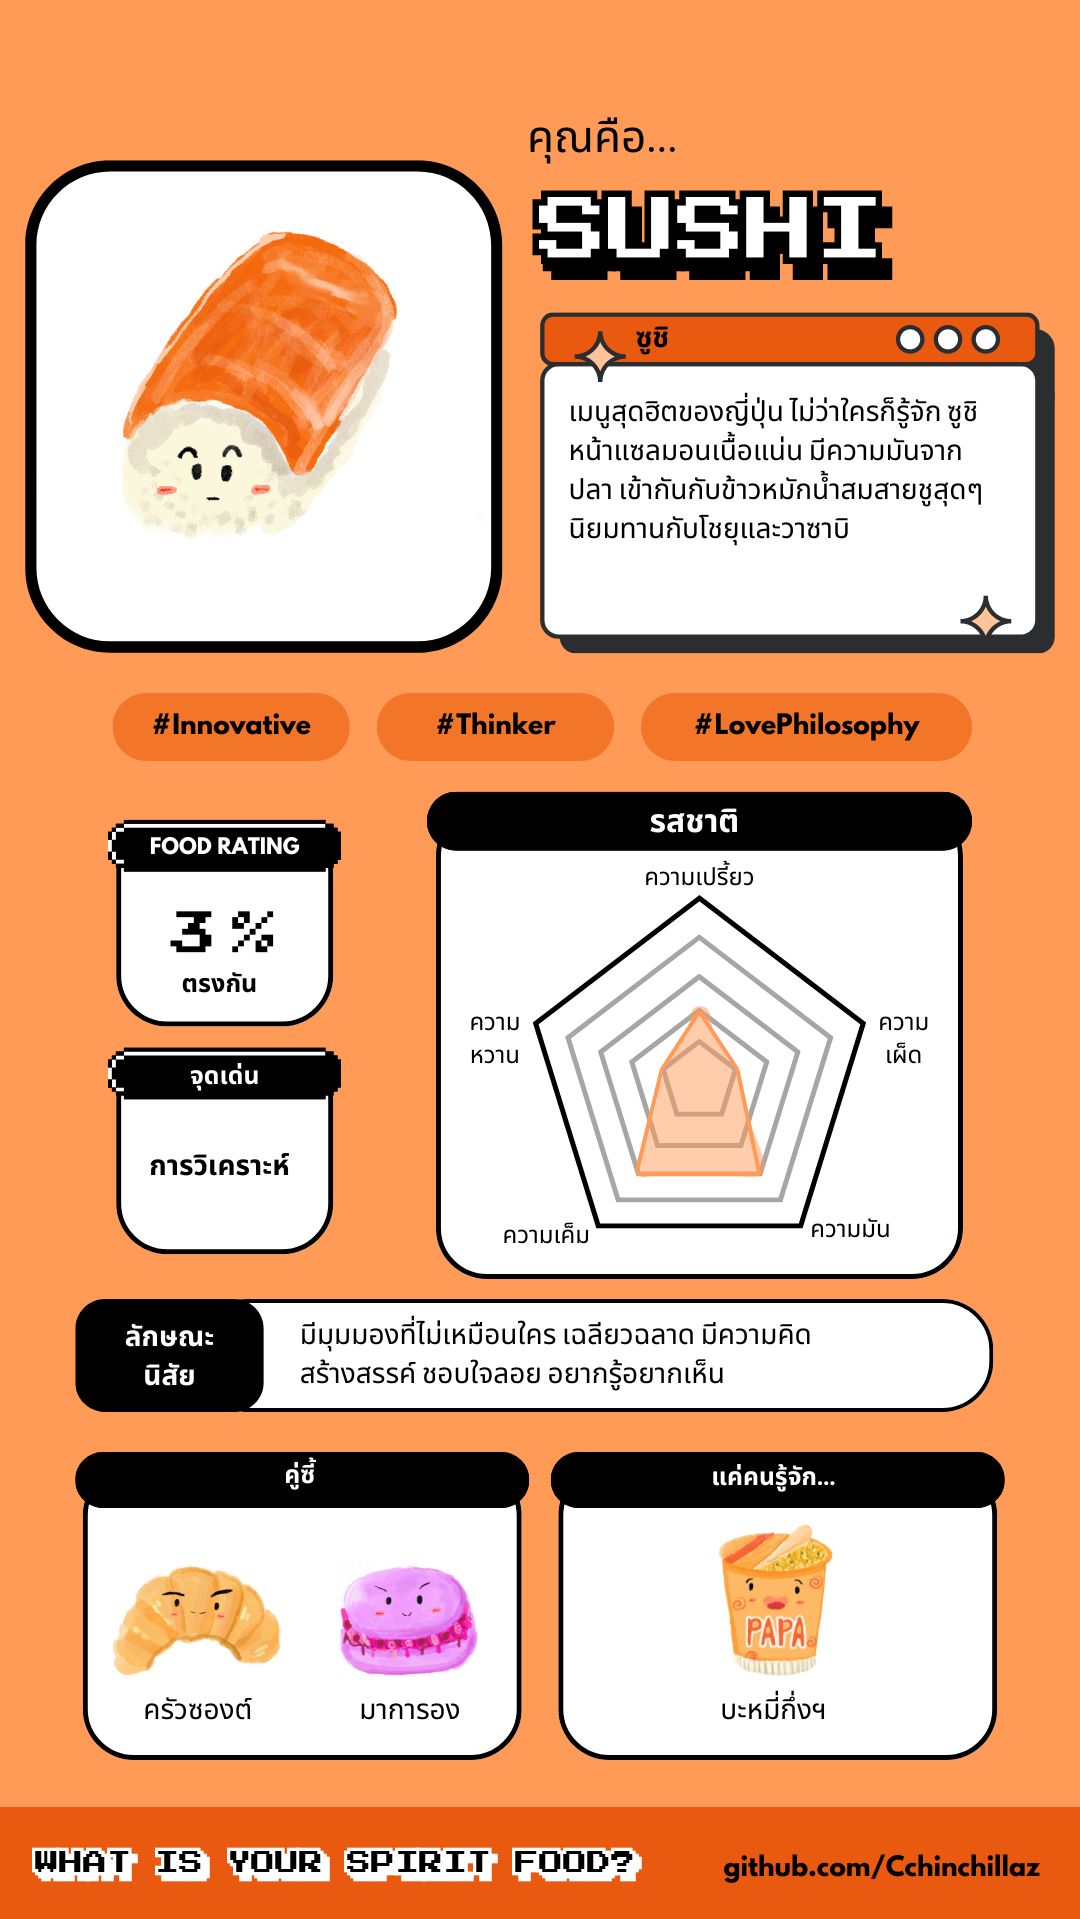 คุณคือ...
SUSHI
ซูชิ
เมนูสุดฮิตของญี่ปุ่น ไม่ว่าใครก็รู้จัก ซูชิ
หน้าแซลมอนเนื้อแน่น มีความมันจาก
ปลา เข้ากันกับข้าวหมักน้ำสมสายชูสุดๆ
นิยมทานกับโชยุและวาซาบิ
#Innovative
#Thinker
#LovePhilosophy
FOOD RATING
3 %
ตรงกัน
จุดเด่น
การวิเคราะห์
รสชาติ
ความเปรี้ยว
ความ
หวาน
ความ
เผ็ด
ความเค็ม
ความมัน
ลักษณะ
นิสัย
มีมุมมองที่ไม่เหมือนใคร เฉลียวฉลาด มีความคิด
สร้างสรรค์ ชอบใจลอย อยากรู้อยากเห็น
คู่ซี้
ครัวซองต์
มาการอง
แค่คนรู้จัก...
PAPA
บะหมี่กึ่งฯ
WHAT IS YOUR SPIRIT FOOD?
github.com/Cchinchillaz